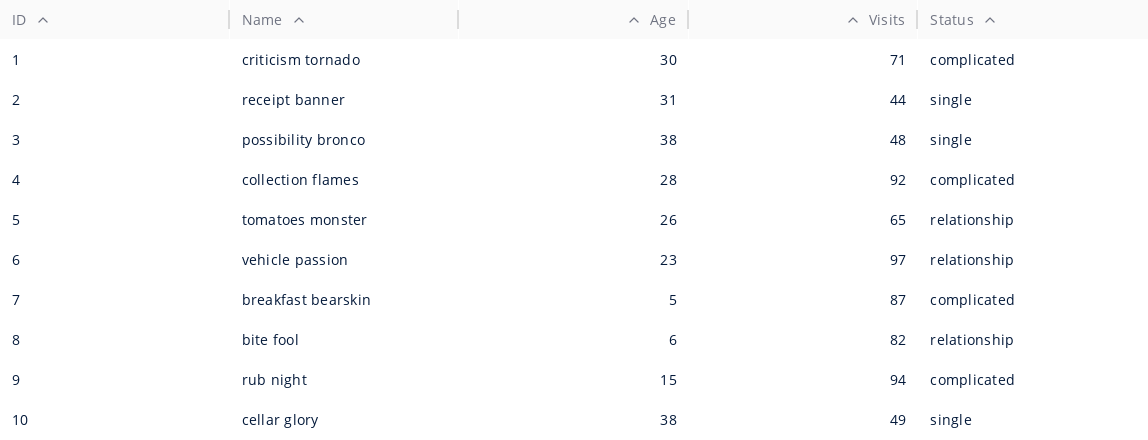 ID Name Age Visits Status
1 criticism tornado 30 71 complicated
2 receipt banner 31 44 single
3 possibility bronco 38 48 single
4 collection flames 28 92 complicated
5 tomatoes monster 26 65 relationship
6 vehicle passion 23 97 relationship
7 breakfast bearskin 5 87 complicated
8 bite fool 6 82 relationship
9 rub night 15 94 complicated
10 cellar glory 38 49 single